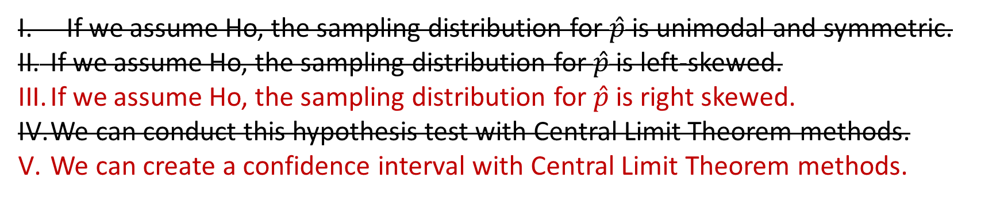 I. If we assume Ho, the sampling distribution for p̂ is unimodal and symmetric.
II. If we assume Ho, the sampling distribution for p̂ is left-skewed.
III. If we assume Ho, the sampling distribution for p̂ is right skewed.
IV. We can conduct this hypothesis test with Central Limit Theorem methods.
V. We can create a confidence interval with Central Limit Theorem methods.